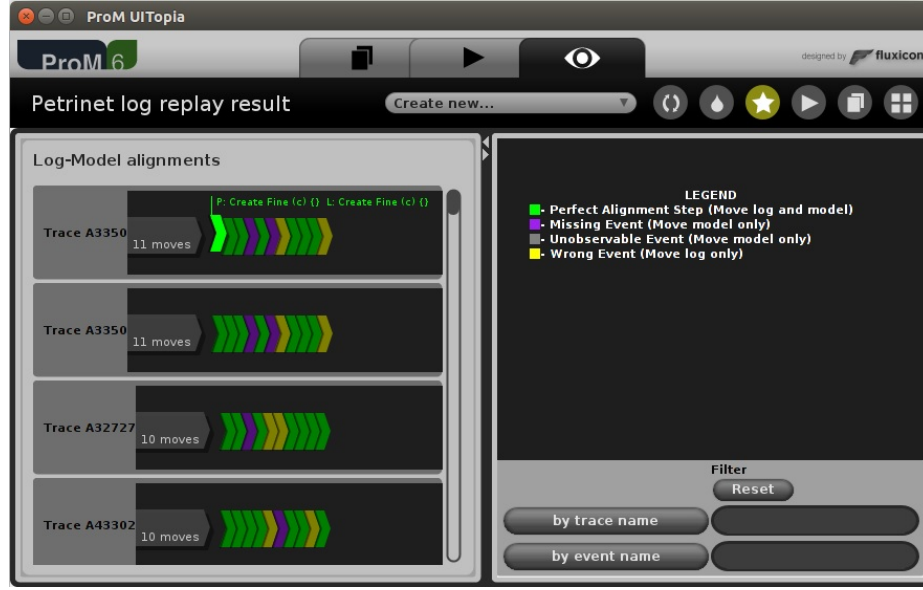 ProM UITopia
ProM 6
designed by fluxicon
Petrinet log replay result
Create new...
Log-Model alignments
P: Create Fine (c) {} L: Create Fine (c) {}
Trace A3350
11 moves
Trace A3350
11 moves
Trace A32727
10 moves
Trace A43302
10 moves
LEGEND
- Perfect Alignment Step (Move log and model)
- Missing Event (Move model only)
- Unobservable Event (Move model only)
- Wrong Event (Move log only)
Filter
Reset
by trace name
by event name